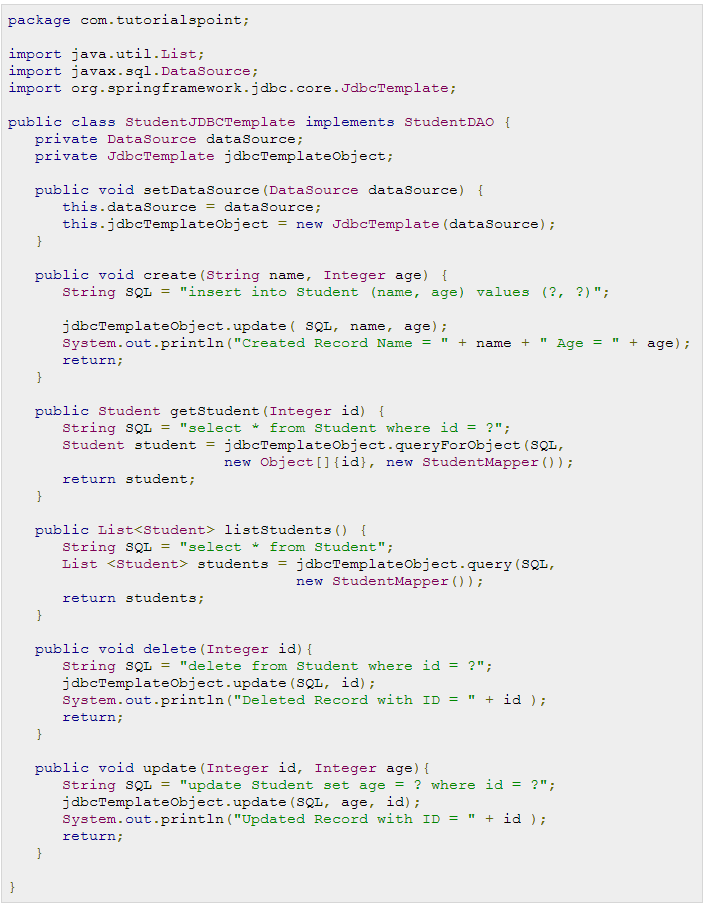 package com.tutorialspoint;

import java.util.List;
import javax.sql.DataSource;
import org.springframework.jdbc.core.JdbcTemplate;

public class StudentJDBCTemplate implements StudentDAO {
   private DataSource dataSource;
   private JdbcTemplate jdbcTemplateObject;

   public void setDataSource(DataSource dataSource) {
      this.dataSource = dataSource;
      this.jdbcTemplateObject = new JdbcTemplate(dataSource);
   }

   public void create(String name, Integer age) {
      String SQL = "insert into Student (name, age) values (?, ?)";

      jdbcTemplateObject.update( SQL, name, age);
      System.out.println("Created Record Name = " + name + " Age = " + age);
      return;
   }

   public Student getStudent(Integer id) {
      String SQL = "select * from Student where id = ?";
      Student student = jdbcTemplateObject.queryForObject(SQL,
                        new Object[]{id}, new StudentMapper());
      return student;
   }

   public List<Student> listStudents() {
      String SQL = "select * from Student";
      List <Student> students = jdbcTemplateObject.query(SQL,
                                new StudentMapper());
      return students;
   }

   public void delete(Integer id){
      String SQL = "delete from Student where id = ?";
      jdbcTemplateObject.update(SQL, id);
      System.out.println("Deleted Record with ID = " + id );
      return;
   }

   public void update(Integer id, Integer age){
      String SQL = "update Student set age = ? where id = ?";
      jdbcTemplateObject.update(SQL, age, id);
      System.out.println("Updated Record with ID = " + id );
      return;
   }

}